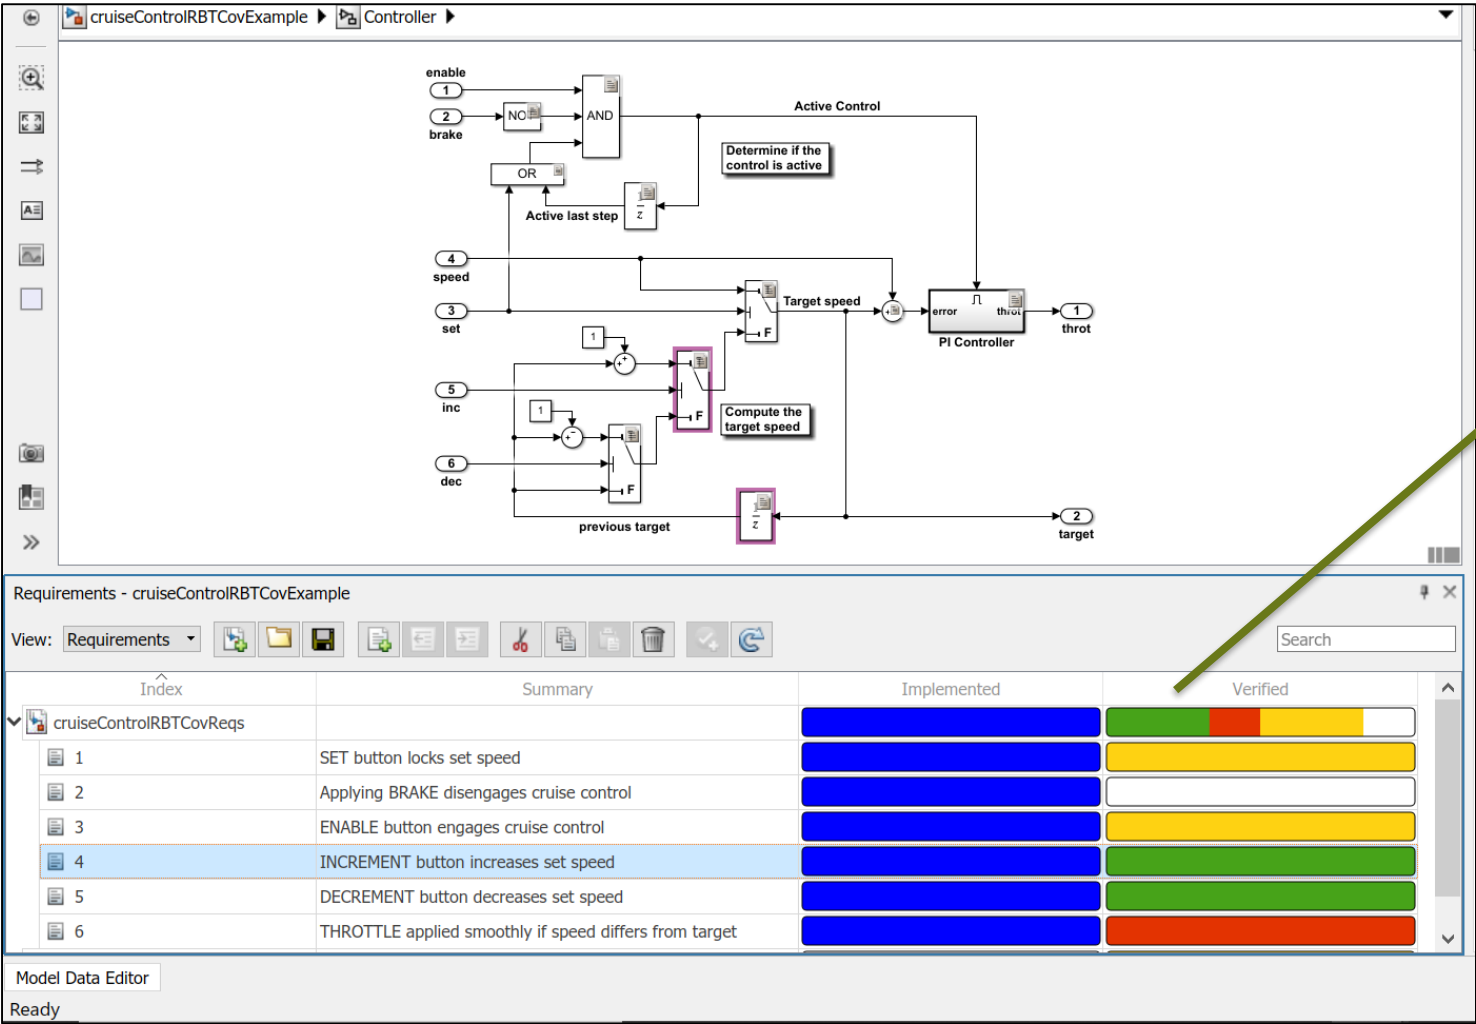 cruiseControlRBTCovExample ▶ Controller ▶
enable
1
2
brake
NO
AND
OR
Active Control
Determine if the
control is active
Active last step
1
z
4
speed
3
set
Target speed
F
error
throt
PI Controller
1
throt
1
5
inc
F
Compute the
target speed
1
6
dec
F
previous target
1
z
2
target
Requirements - cruiseControlRBTCovExample
View: Requirements
Search
Index Summary Implemented Verified
cruiseControlRBTCovReqs
1 SET button locks set speed
2 Applying BRAKE disengages cruise control
3 ENABLE button engages cruise control
4 INCREMENT button increases set speed
5 DECREMENT button decreases set speed
6 THROTTLE applied smoothly if speed differs from target
Model Data Editor
Ready